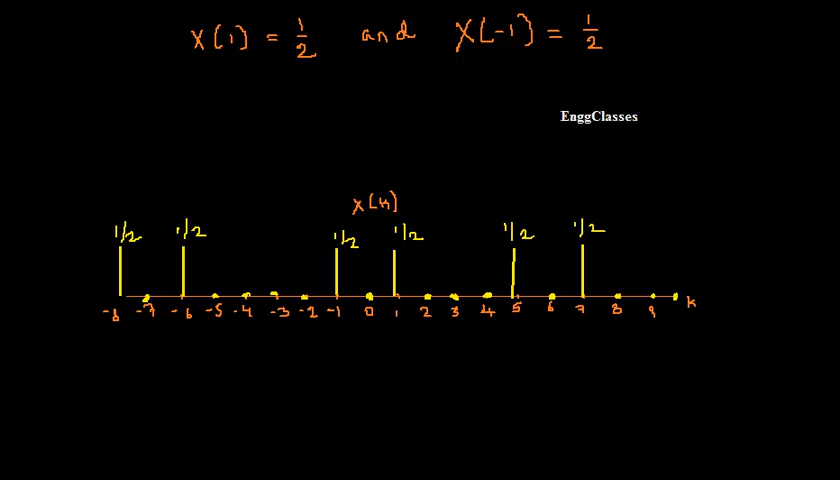 X[1] = 1/2 and X[-1] = 1/2
EnggClasses
X[k]
1/2 1/2 1/2 1/2 1/2 1/2
-8 -7 -6 -5 -4 -3 -2 -1 0 1 2 3 4 5 6 7 8 9 k